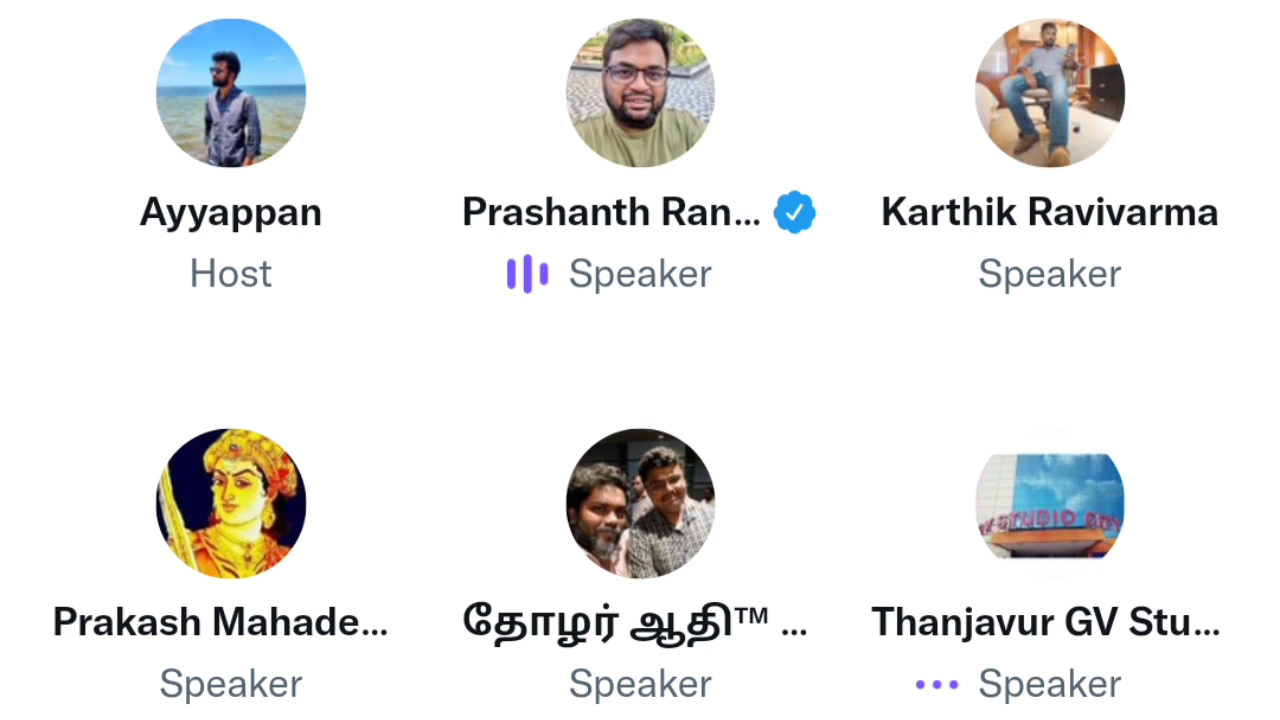 Ayyappan
Prashanth Ran...
Karthik Ravivarma
Host
Speaker
Speaker
STUDIO
Prakash Mahade...
தோழர் ஆதி™ ...
Thanjavur GV Stu...
Speaker
Speaker
Speaker